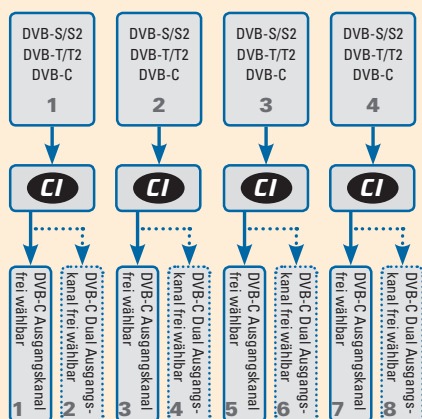 DVB-S/S2
DVB-T/T2
DVB-C
1
DVB-S/S2
DVB-T/T2
DVB-C
2
DVB-S/S2
DVB-T/T2
DVB-C
3
DVB-S/S2
DVB-T/T2
DVB-C
4
CI
CI
CI
CI
DVB-C Ausgangskanal
frei wählbar
1
DVB-C Dual Ausgangs-
kanal frei wählbar
2
DVB-C Ausgangskanal
frei wählbar
3
DVB-C Dual Ausgangs-
kanal frei wählbar
4
DVB-C Ausgangskanal
frei wählbar
5
DVB-C Dual Ausgangs-
kanal frei wählbar
6
DVB-C Ausgangskanal
frei wählbar
7
DVB-C Dual Ausgangs-
kanal frei wählbar
8